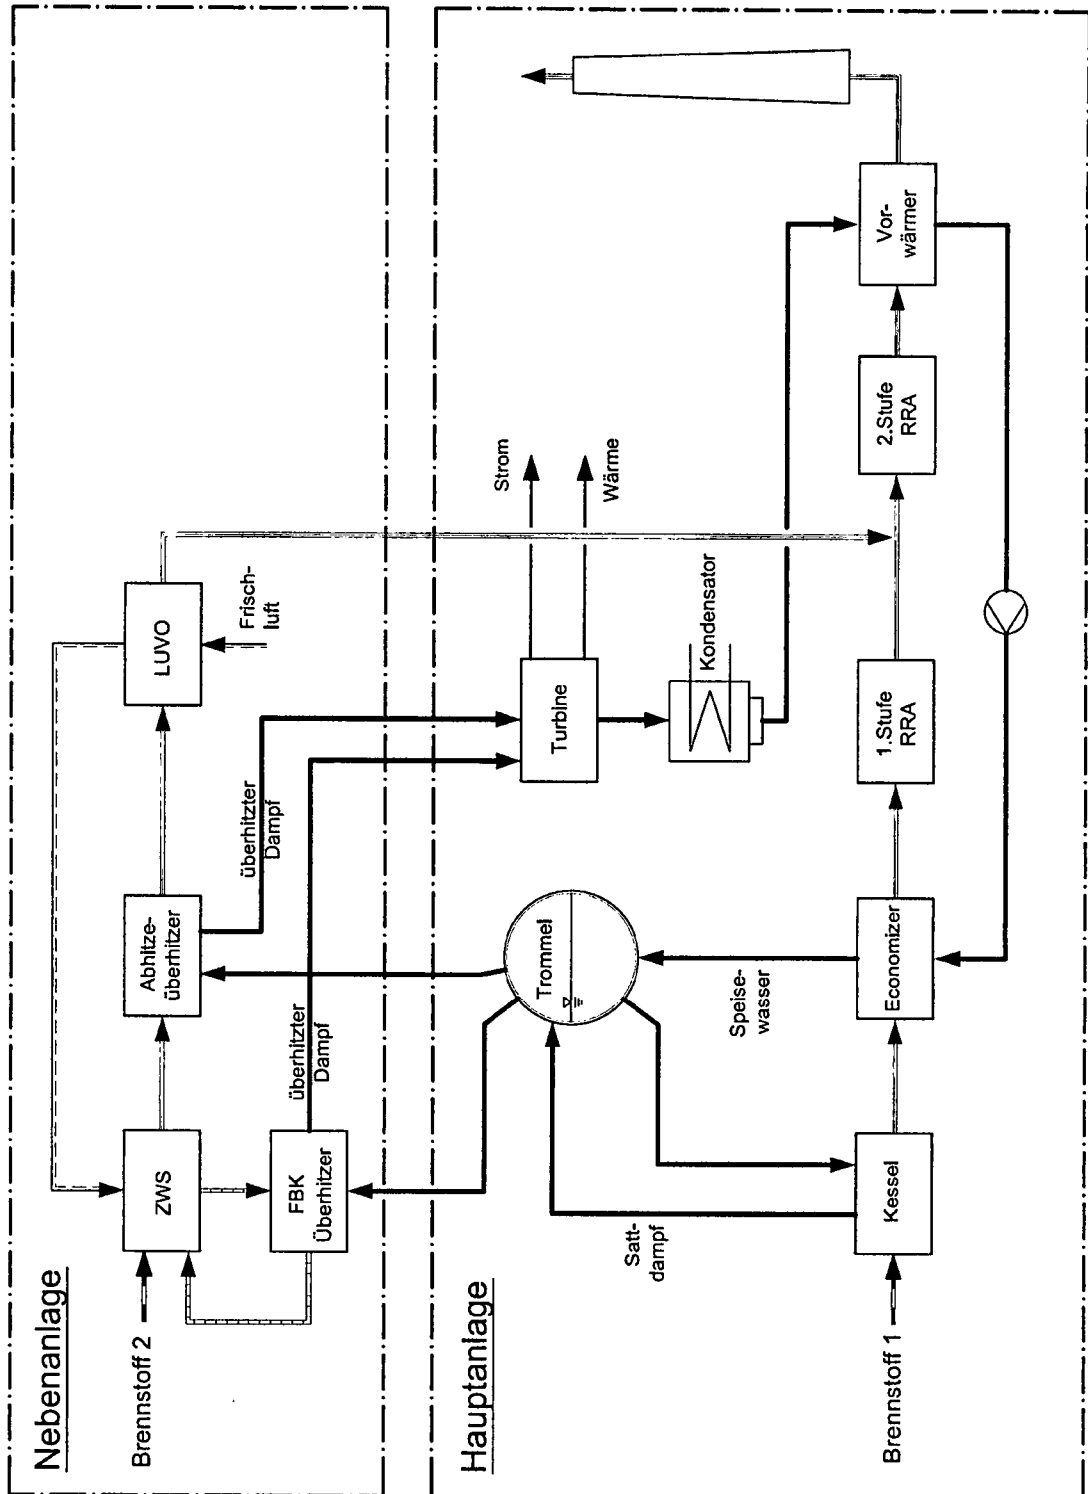 Nebenanlage
Brennstoff 2
ZWS
FBK
Überhitzer
Abhitze-
überhitzer
überhitzter
Dampf
überhitzter
Dampf
LUVO
Frisch-
luft
Hauptanlage
Trommel
Turbine
Strom
Wärme
Kondensator
Satt-
dampf
Speise-
wasser
Brennstoff 1
Kessel
Economizer
1.Stufe
RRA
2.Stufe
RRA
Vor-
wärmer